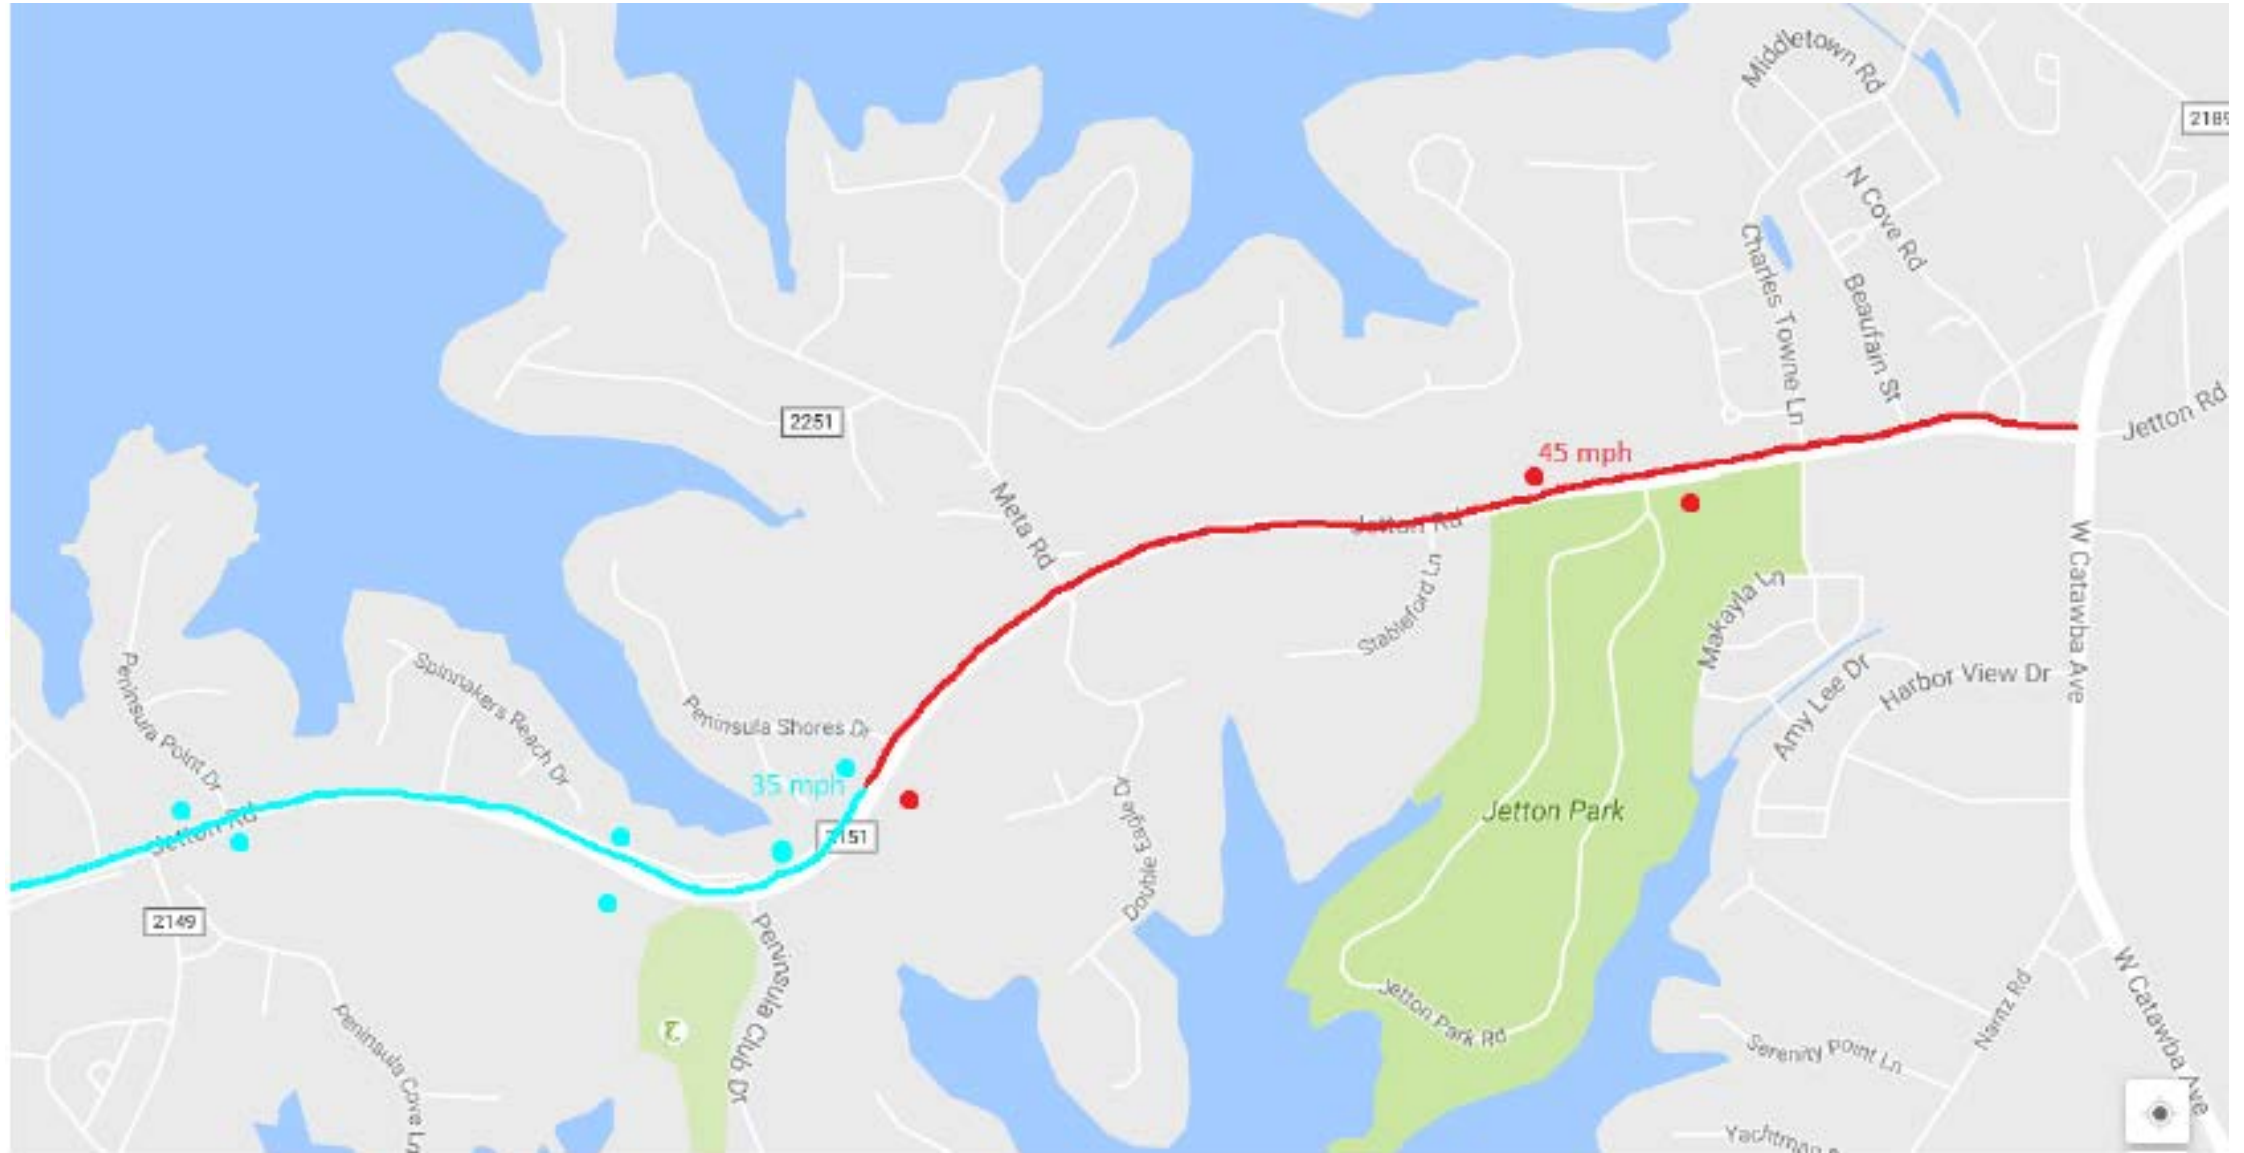 Middletown Rd
2189
N Cove Rd
Charles Towne Ln
Beaufain St
2251
Jetton Rd
45 mph
Meta Rd
Jetton Rd
W Catawba Ave
Stableford Ln
Makayla Ln
Peninsula Point Dr
Spinnakers Reach Dr
Peninsula Shores Dr
Amy Lee Dr
Harbor View Dr
35 mph
Jetton Rd
2151
Double Eagle Dr
Jetton Park
2149
Peninsula Club Dr
Peninsula Cove Ln
Jetton Park Rd
Namz Rd
Serenity Point Ln
W Catawba Ave
Yachtman